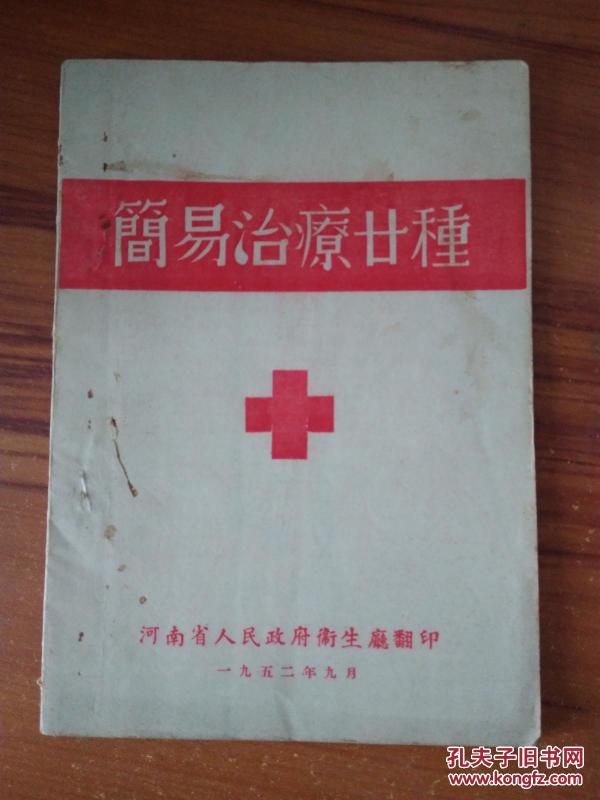 簡易治療廿種
河南省人民政府衛生廳翻印
一九五二年九月
孔夫子旧书网
www.kongfz.com